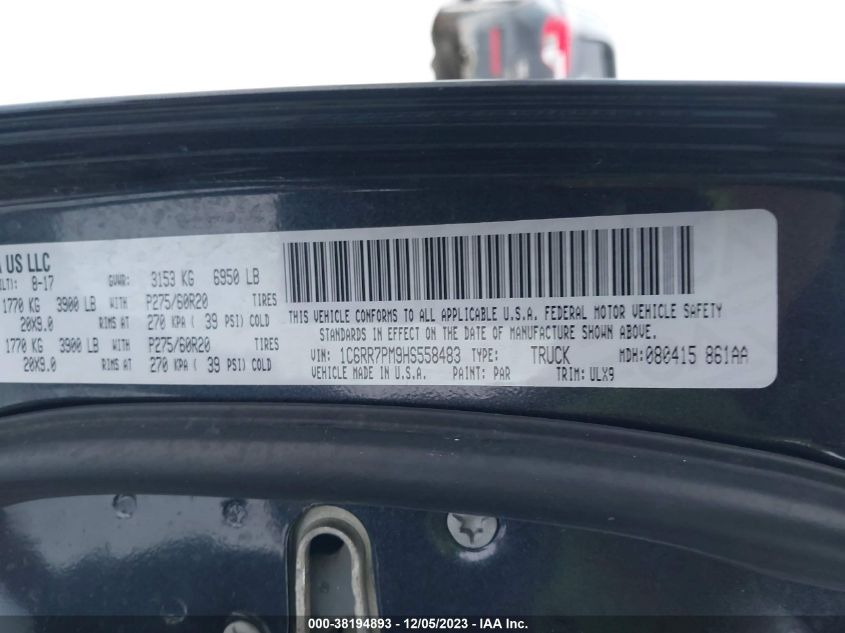 A US LLC
ILT): 8-17 GVWR: 3153 KG 6950 LB
1770 KG 3900 LB WITH P275/60R20 TIRES
20X9.0 RIMS AT 270 KPA ( 39 PSI) COLD
1770 KG 3900 LB WITH P275/60R20 TIRES
20X9.0 RIMS AT 270 KPA ( 39 PSI) COLD
THIS VEHICLE CONFORMS TO ALL APPLICABLE U.S.A. FEDERAL MOTOR VEHICLE SAFETY
STANDARDS IN EFFECT ON THE DATE OF MANUFACTURE SHOWN ABOVE.
VIN: 1C6RR7PM9HS558483 TYPE: TRUCK MDH:080415 861AA
VEHICLE MADE IN U.S.A. PAINT: PAR TRIM: ULX9
000-38194893 - 12/05/2023 - IAA Inc.